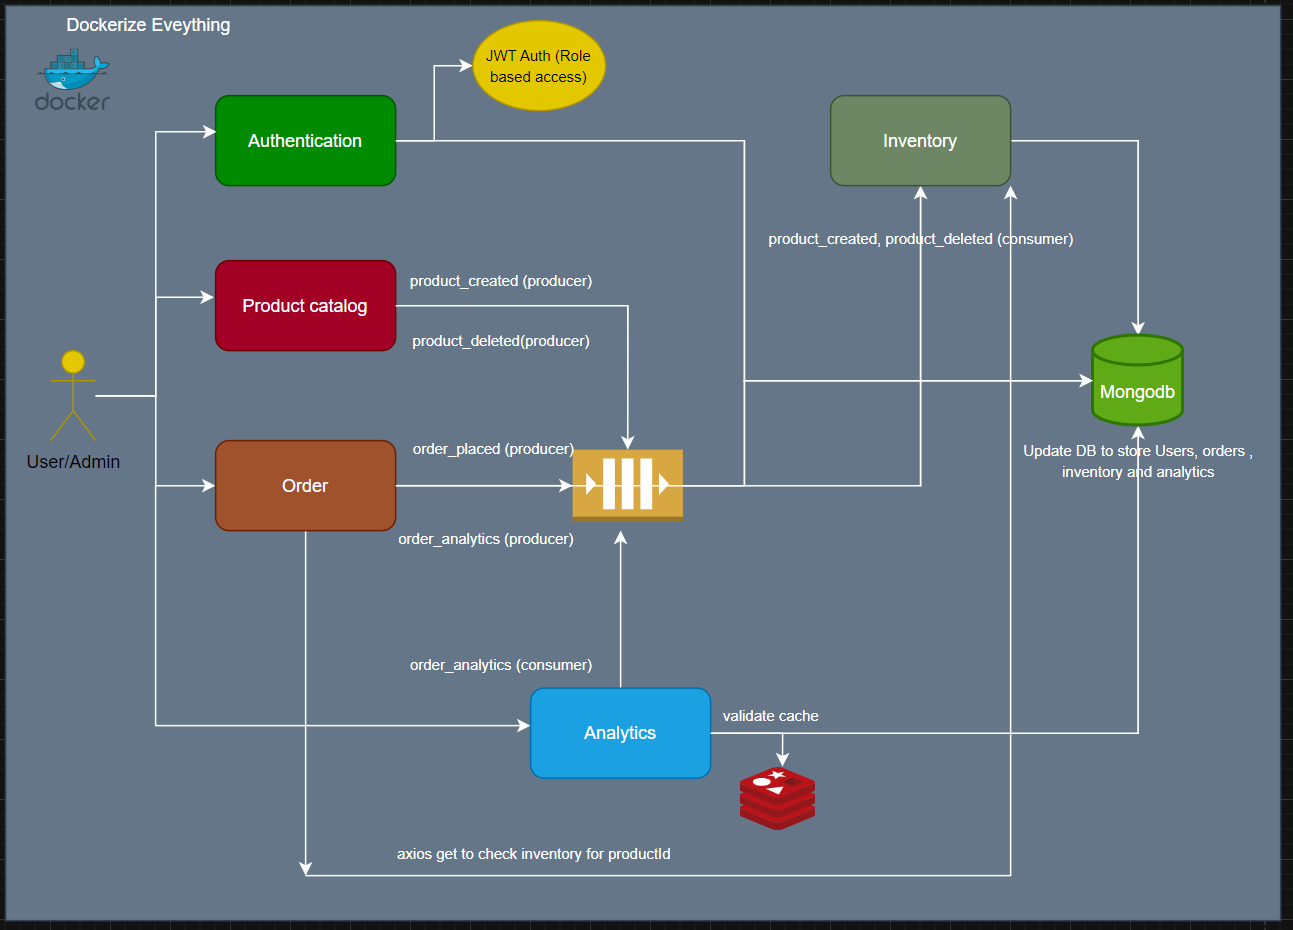 Dockerize Eveything
docker
JWT Auth (Role
based access)
Authentication
Inventory
product_created, product_deleted (consumer)
product_created (producer)
Product catalog
product_deleted(producer)
Mongodb
User/Admin
order_placed (producer)
Update DB to store Users, orders ,
inventory and analytics
Order
order_analytics (producer)
order_analytics (consumer)
validate cache
Analytics
axios get to check inventory for productId